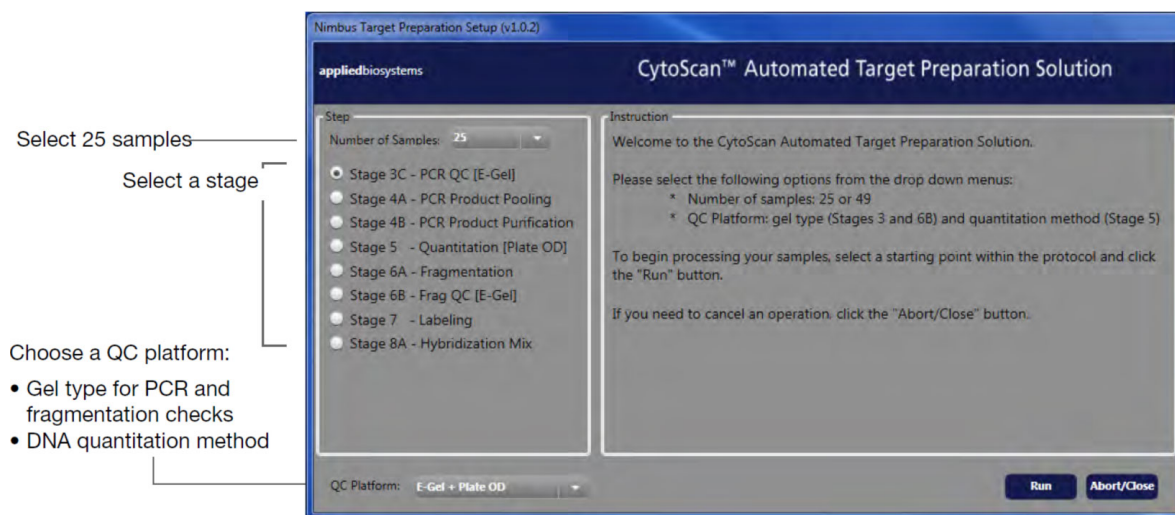 Nimbus Target Preparation Setup (v1.0.2)
appliedbiosystems
CytoScan™ Automated Target Preparation Solution
Select 25 samples
Select a stage
Choose a QC platform:
• Gel type for PCR and
fragmentation checks
• DNA quantitation method
Step
Number of Samples: 25
Stage 3C - PCR QC [E-Gel]
Stage 4A - PCR Product Pooling
Stage 4B - PCR Product Purification
Stage 5 - Quantitation [Plate OD]
Stage 6A - Fragmentation
Stage 6B - Frag QC [E-Gel]
Stage 7 - Labeling
Stage 8A - Hybridization Mix
Instruction
Welcome to the CytoScan Automated Target Preparation Solution.
Please select the following options from the drop down menus:
* Number of samples: 25 or 49
* QC Platform: gel type (Stages 3 and 6B) and quantitation method (Stage 5)
To begin processing your samples, select a starting point within the protocol and click
the "Run" button.
If you need to cancel an operation, click the "Abort/Close" button.
QC Platform: E-Gel + Plate OD
Run
Abort/Close